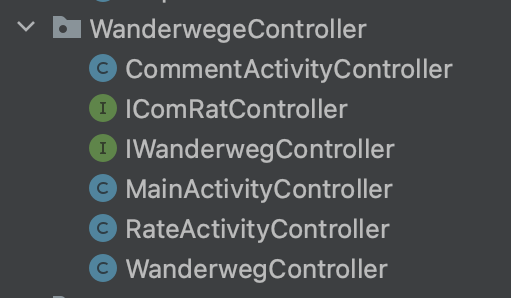 WanderwegeController
CommentActivityController
IComRatController
IWanderwegController
MainActivityController
RateActivityController
WanderwegController